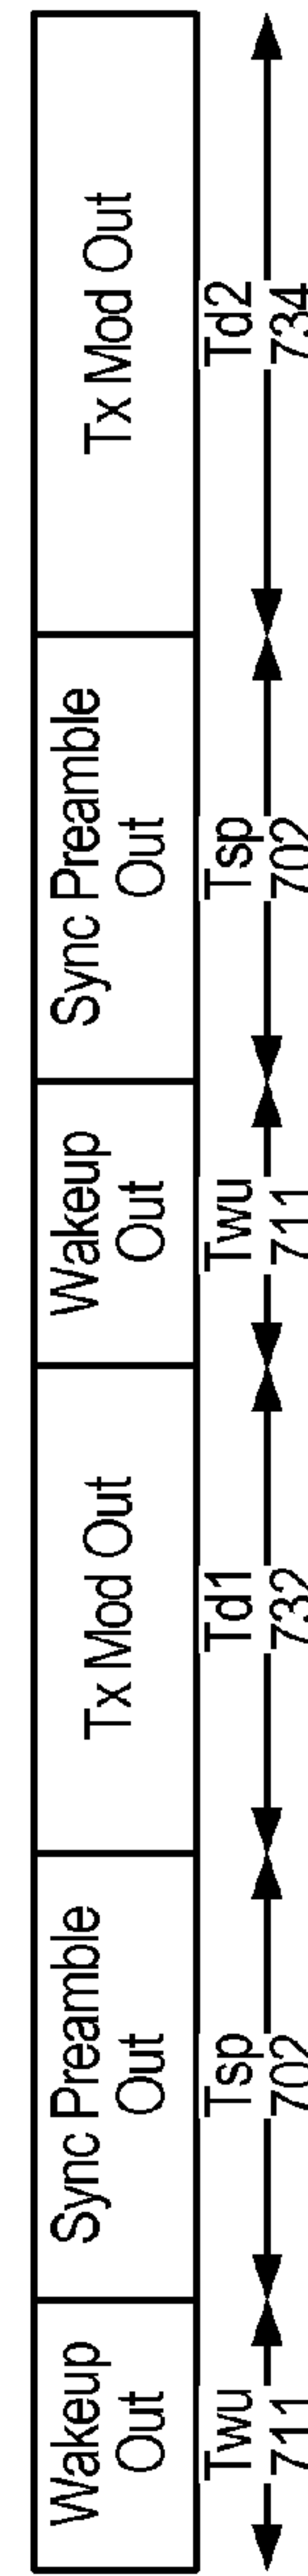 Wakeup
Out
Sync Preamble
Out
Tx Mod Out
Wakeup
Out
Sync Preamble
Out
Tx Mod Out
Twu
711
Tsp
702
Td1
732
Twu
711
Tsp
702
Td2
734